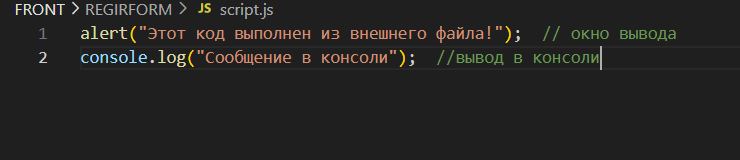 FRONT > REGIRFORM > JS script.js
1 alert("Этот код выполнен из внешнего файла!"); // окно вывода
2 console.log("Сообщение в консоли"); //вывод в консоли